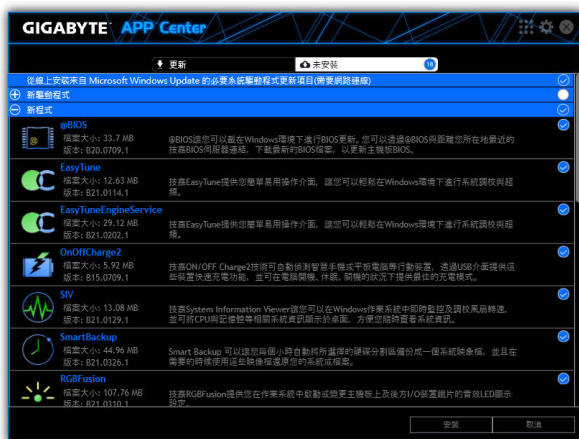 GIGABYTE APP Center
更新
未安裝
18
從線上安裝來自 Microsoft Windows Update 的必要系統驅動程式更新項目(需要網路連線)
新驅動程式
新程式
@BIOS
檔案大小: 33.7 MB
版本: B20.0709.1
@BIOS讓您可以載在Windows環境下進行BIOS更新。您可以透過@BIOS與距離您所在地最近的
技嘉BIOS伺服器連結，下載最新的BIOS檔案，以更新主機板BIOS。
EasyTune
檔案大小: 12.63 MB
版本: B21.0114.1
技嘉EasyTune提供您簡單易用操作介面，讓您可以輕鬆在Windows環境下進行系統調校與超
頻。
EasyTuneEngineService
檔案大小: 29.12 MB
版本: B21.0202.1
技嘉EasyTune提供您簡單易用操作介面，讓您可以輕鬆在Windows環境下進行系統調校與超
頻。
OnOffCharge2
檔案大小: 5.92 MB
版本: B15.0709.1
技嘉ON/OFF Charge2技術可自動偵測智慧手機或平板電腦等行動裝置，透過USB介面提供這
些裝置快速充電功能，並可在電腦開機、休眠、關機的狀況下提供最佳的充電模式。
SIV
檔案大小: 13.08 MB
版本: B21.0129.1
技嘉System Information Viewer讓您可以在Windows作業系統中即時監控及調校風扇轉速，
並可將CPU與記憶體等相關系統資訊顯示於桌面，方便您隨時查看系統資訊。
SmartBackup
檔案大小: 44.96 MB
版本: B21.0326.1
Smart Backup 可以讓您每個小時自動將所選擇的硬碟分割區備份成一個系統映象檔，並且在
需要的時候使用這些映像檔還原您的系統或檔案。
RGBFusion
檔案大小: 107.76 MB
版本: B21.0310.1
技嘉RGBFusion提供您在作業系統中啟動或變更主機板上及後方I/O裝置鐵片的音效LED顯示
設定。
安裝
取消